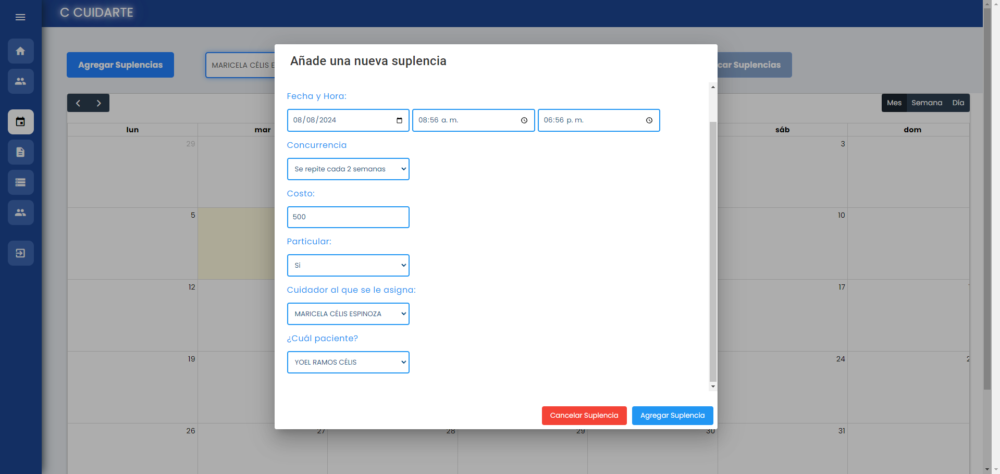 C CUIDARTE
Agregar Suplencias
MARICELA CÉLIS E
car Suplencias
Añade una nueva suplencia
Fecha y Hora:
08/08/2024
08:56 a. m.
06:56 p. m.
Concurrencia
Se repite cada 2 semanas
Costo:
500
Particular:
Si
Cuidador al que se le asigna:
MARICELA CÉLIS ESPINOZA
¿Cuál paciente?
YOEL RAMOS CÉLIS
Cancelar Suplencia
Agregar Suplencia
Mes Semana Día
lun mar sáb dom
29 3
5 10
12 17
19 24
26 27 28 29 30 31